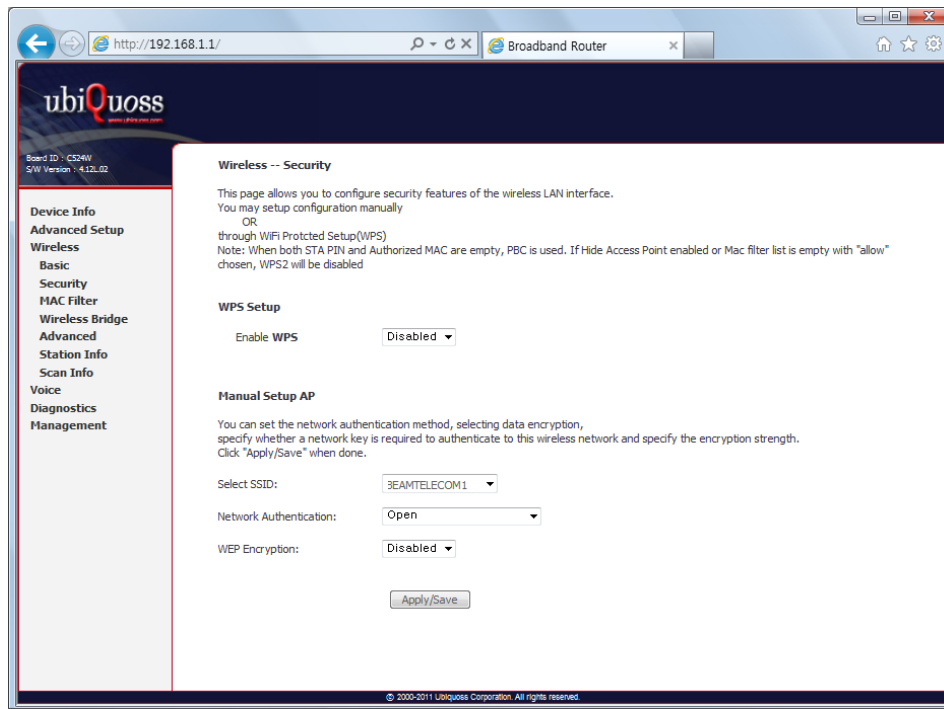 http://192.168.1.1/
Broadband Router
ubiQuoss
Board ID : C524W
S/W Version : 4.12L.02
Device Info
Advanced Setup
Wireless
Basic
Security
MAC Filter
Wireless Bridge
Advanced
Station Info
Scan Info
Voice
Diagnostics
Management
Wireless -- Security
This page allows you to configure security features of the wireless LAN interface.
You may setup configuration manually
OR
through WiFi Protcted Setup(WPS)
Note: When both STA PIN and Authorized MAC are empty, PBC is used. If Hide Access Point enabled or Mac filter list is empty with "allow"
chosen, WPS2 will be disabled
WPS Setup
Enable WPS Disabled
Manual Setup AP
You can set the network authentication method, selecting data encryption,
specify whether a network key is required to authenticate to this wireless network and specify the encryption strength.
Click "Apply/Save" when done.
Select SSID: BEAMTELECOM1
Network Authentication: Open
WEP Encryption: Disabled
Apply/Save
© 2000-2011 Ubiquoss Corporation. All rights reserved.